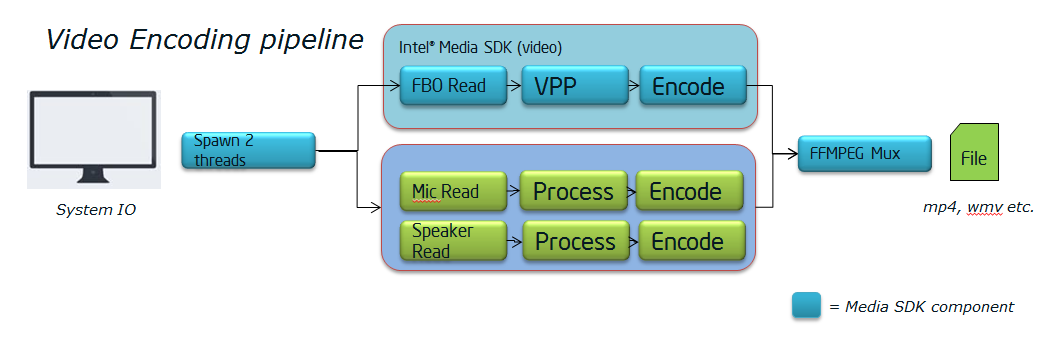 Video Encoding pipeline
Intel® Media SDK (video)
FBO Read
VPP
Encode
Spawn 2
threads
System IO
Mic Read
Process
Encode
Speaker
Read
Process
Encode
FFMPEG Mux
File
mp4, wmv etc.
= Media SDK component